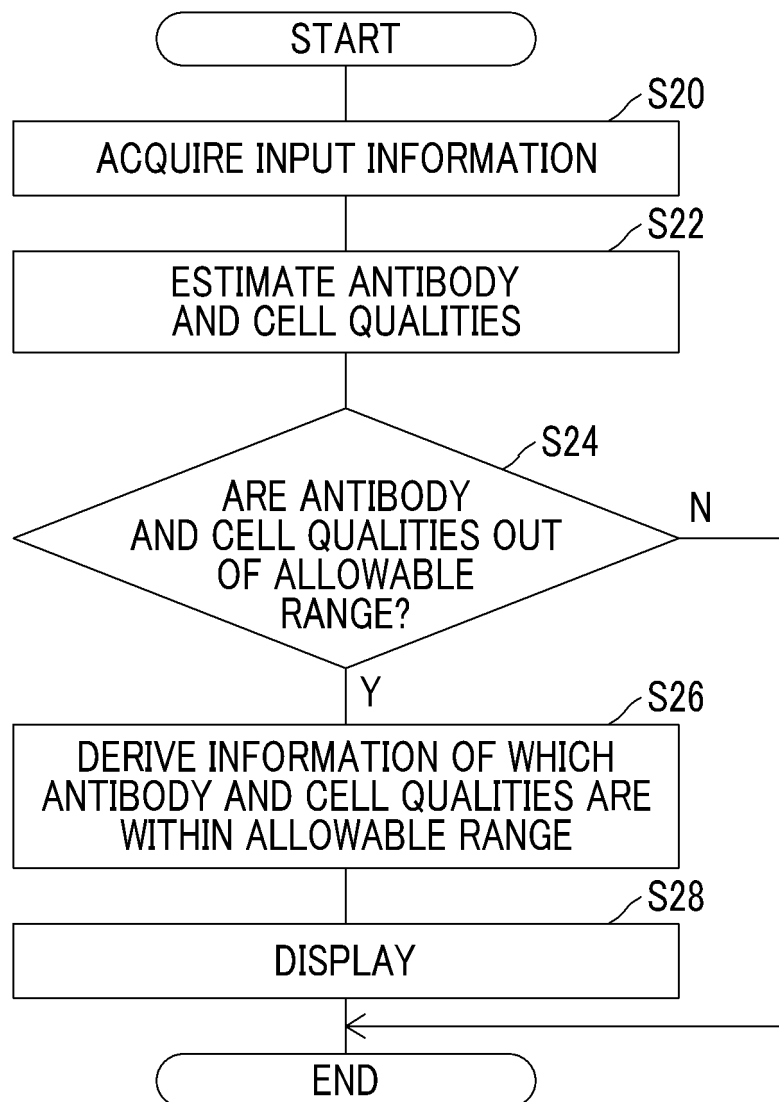 START
S20
ACQUIRE INPUT INFORMATION
S22
ESTIMATE ANTIBODY
AND CELL QUALITIES
S24
ARE ANTIBODY
AND CELL QUALITIES OUT
OF ALLOWABLE
RANGE?
N
Y
S26
DERIVE INFORMATION OF WHICH
ANTIBODY AND CELL QUALITIES ARE
WITHIN ALLOWABLE RANGE
S28
DISPLAY
END